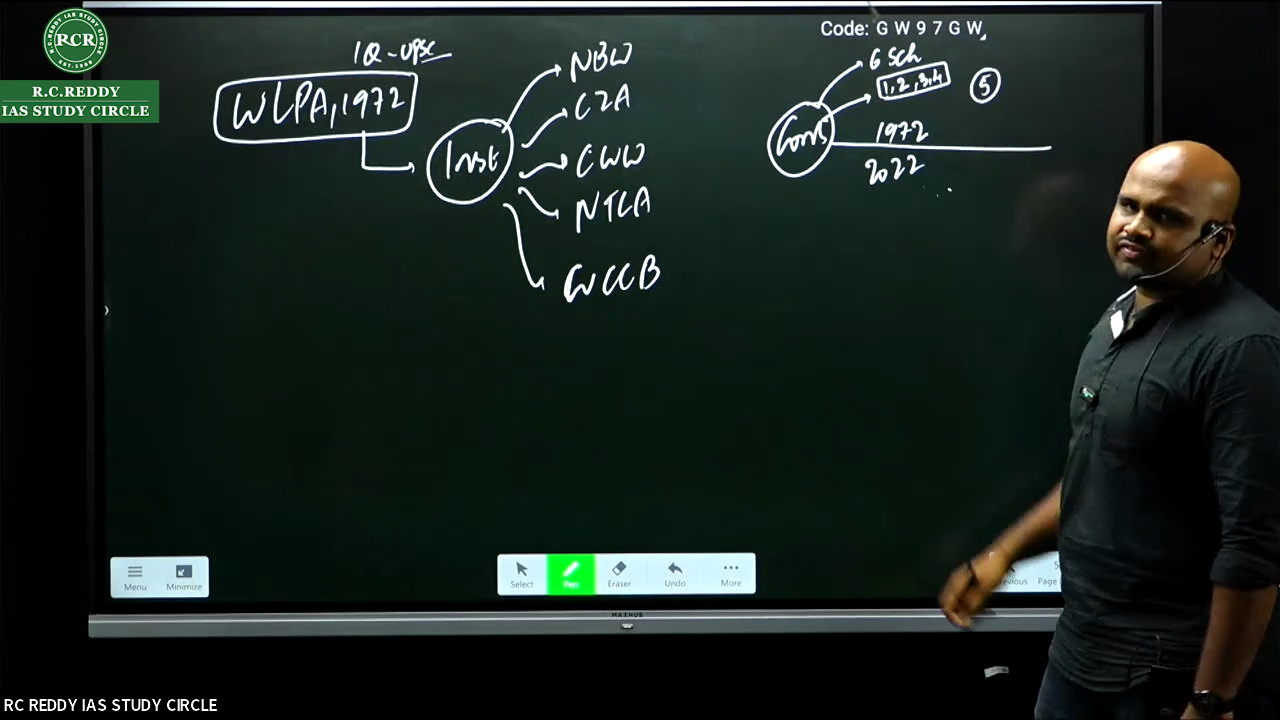 RCR
R.C.REDDY
IAS STUDY CIRCLE
1Q - UPSC
WLPA, 1972
Inst
NBW
CZA
CWW
NTCA
WCCB
Code: G W 9 7 G W
6 Sch
1, 2, 3, 4
5
Cons
1972
2022
Menu
Minimize
Select
Pen
Eraser
Undo
More
Page
MAXHUB
RC REDDY IAS STUDY CIRCLE